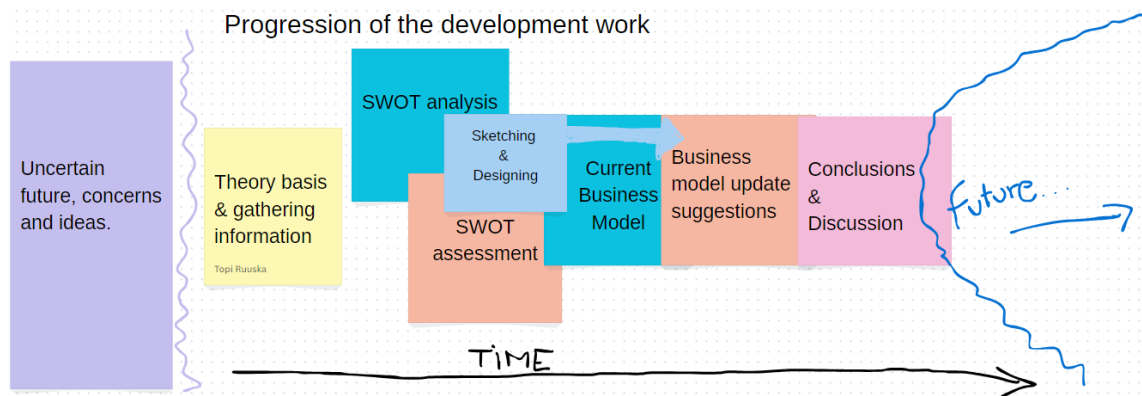 Progression of the development work
Uncertain
future, concerns
and ideas.
Theory basis
& gathering
information
Topi Ruuska
SWOT analysis
Sketching
&
Designing
SWOT
assessment
Current
Business
Model
Business
model update
suggestions
Conclusions
&
Discussion
Future...
TiME